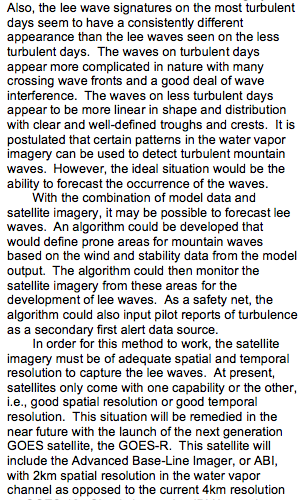 Also, the lee wave signatures on the most turbulent
days seem to have a consistently different
appearance than the lee waves seen on the less
turbulent days.  The waves on turbulent days
appear more complicated in nature with many
crossing wave fronts and a good deal of wave
interference.  The waves on less turbulent days
appear to be more linear in shape and distribution
with clear and well-defined troughs and crests.  It is
postulated that certain patterns in the water vapor
imagery can be used to detect turbulent mountain
waves.  However, the ideal situation would be the
ability to forecast the occurrence of the waves.
With the combination of model data and
satellite imagery, it may be possible to forecast lee
waves.  An algorithm could be developed that
would define prone areas for mountain waves
based on the wind and stability data from the model
output.  The algorithm could then monitor the
satellite imagery from these areas for the
development of lee waves.  As a safety net, the
algorithm could also input pilot reports of turbulence
as a secondary first alert data source.
In order for this method to work, the satellite
imagery must be of adequate spatial and temporal
resolution to capture the lee waves.  At present,
satellites only come with one capability or the other,
i.e., good spatial resolution or good temporal
resolution.  This situation will be remedied in the
near future with the launch of the next generation
GOES satellite, the GOES-R.  This satellite will
include the Advanced Base-Line Imager, or ABI,
with 2km spatial resolution in the water vapor
channel as opposed to the current 4km resolution